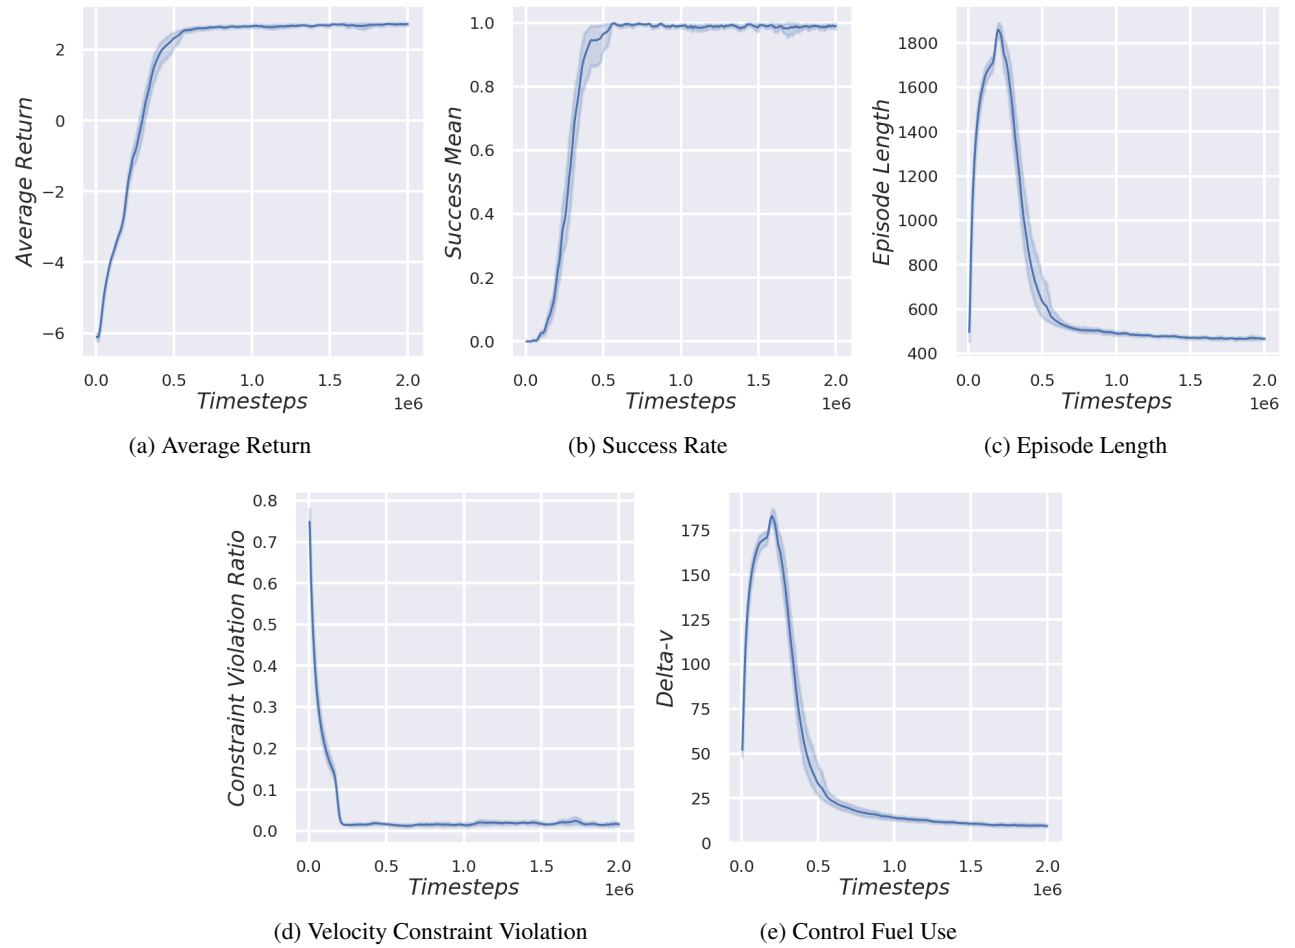 2
0
−2
−4
−6
Average Return
0.0 0.5 1.0 1.5 2.0
Timesteps
1e6
(a) Average Return
1.0
0.8
0.6
0.4
0.2
0.0
Success Mean
0.0 0.5 1.0 1.5 2.0
Timesteps
1e6
(b) Success Rate
1800
1600
1400
1200
1000
800
600
400
Episode Length
0.0 0.5 1.0 1.5 2.0
Timesteps
1e6
(c) Episode Length
0.8
0.7
0.6
0.5
0.4
0.3
0.2
0.1
0.0
Constraint Violation Ratio
0.0 0.5 1.0 1.5 2.0
Timesteps
1e6
(d) Velocity Constraint Violation
175
150
125
100
75
50
25
0
Delta-v
0.0 0.5 1.0 1.5 2.0
Timesteps
1e6
(e) Control Fuel Use